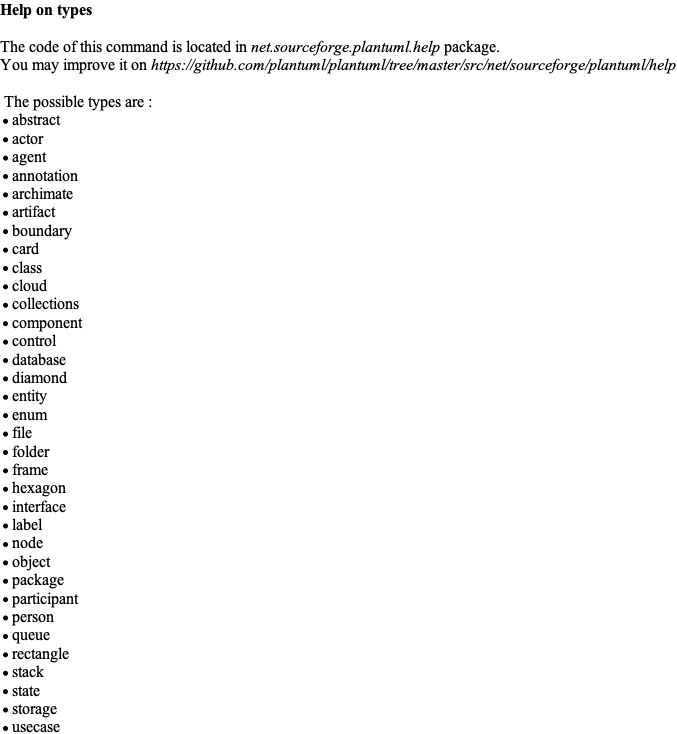 Help on types
The code of this command is located in net.sourceforge.plantuml.help package.
You may improve it on https://github.com/plantuml/plantuml/tree/master/src/net/sourceforge/plantuml/help
The possible types are :
• abstract
• actor
• agent
• annotation
• archimate
• artifact
• boundary
• card
• class
• cloud
• collections
• component
• control
• database
• diamond
• entity
• enum
• file
• folder
• frame
• hexagon
• interface
• label
• node
• object
• package
• participant
• person
• queue
• rectangle
• stack
• state
• storage
• usecase